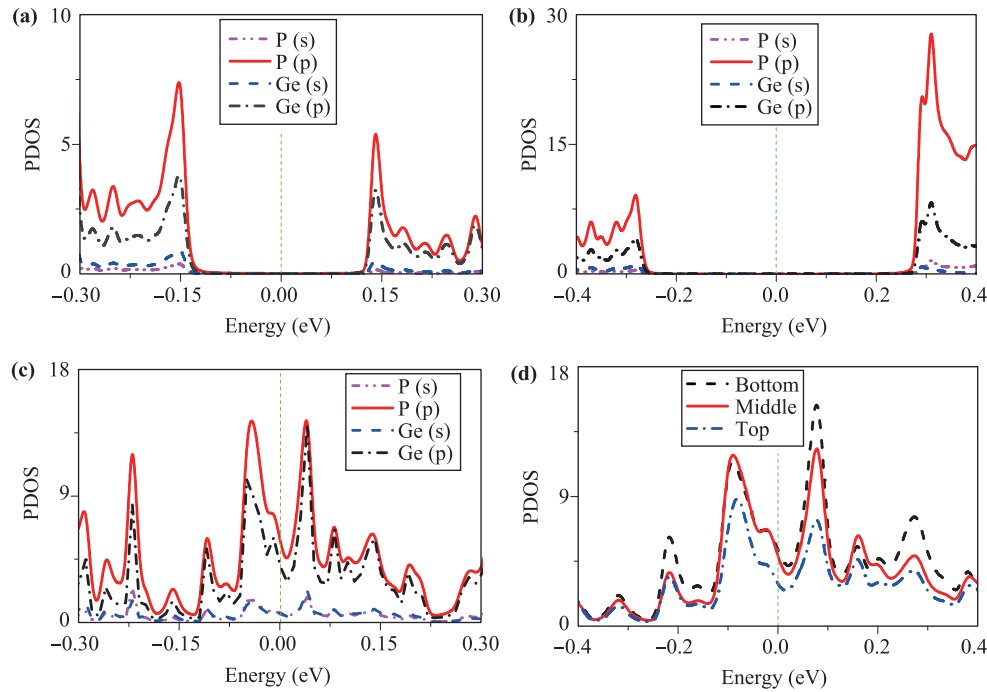 (a)
10
5
0
PDOS
P (s)
P (p)
Ge (s)
Ge (p)
−0.30 −0.15 0.00 0.15 0.30
Energy (eV)
(b)
30
15
0
PDOS
P (s)
P (p)
Ge (s)
Ge (p)
−0.4 −0.2 0.0 0.2 0.4
Energy (eV)
(c)
18
9
0
PDOS
P (s)
P (p)
Ge (s)
Ge (p)
−0.30 −0.15 0.00 0.15 0.30
Energy (eV)
(d)
18
9
0
PDOS
Bottom
Middle
Top
−0.4 −0.2 0.0 0.2 0.4
Energy (eV)